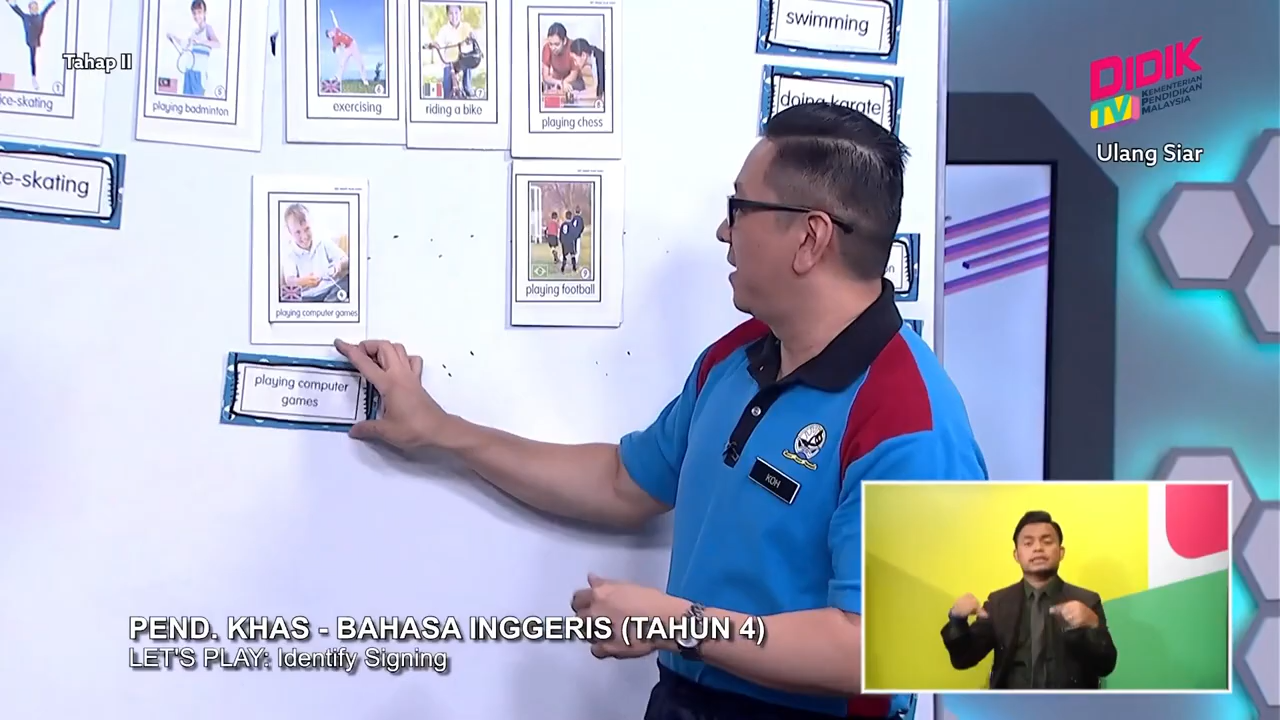 Tahap II
ice-skating
playing badminton
exercising
riding a bike
playing chess
swimming
doing karate
DIDIK
TV
KEMENTERIAN
PENDIDIKAN
MALAYSIA
Ulang Siar
ce-skating
playing computer games
playing football
playing computer
games
KOH
PEND. KHAS - BAHASA INGGERIS (TAHUN 4)
LET'S PLAY: Identify Signing